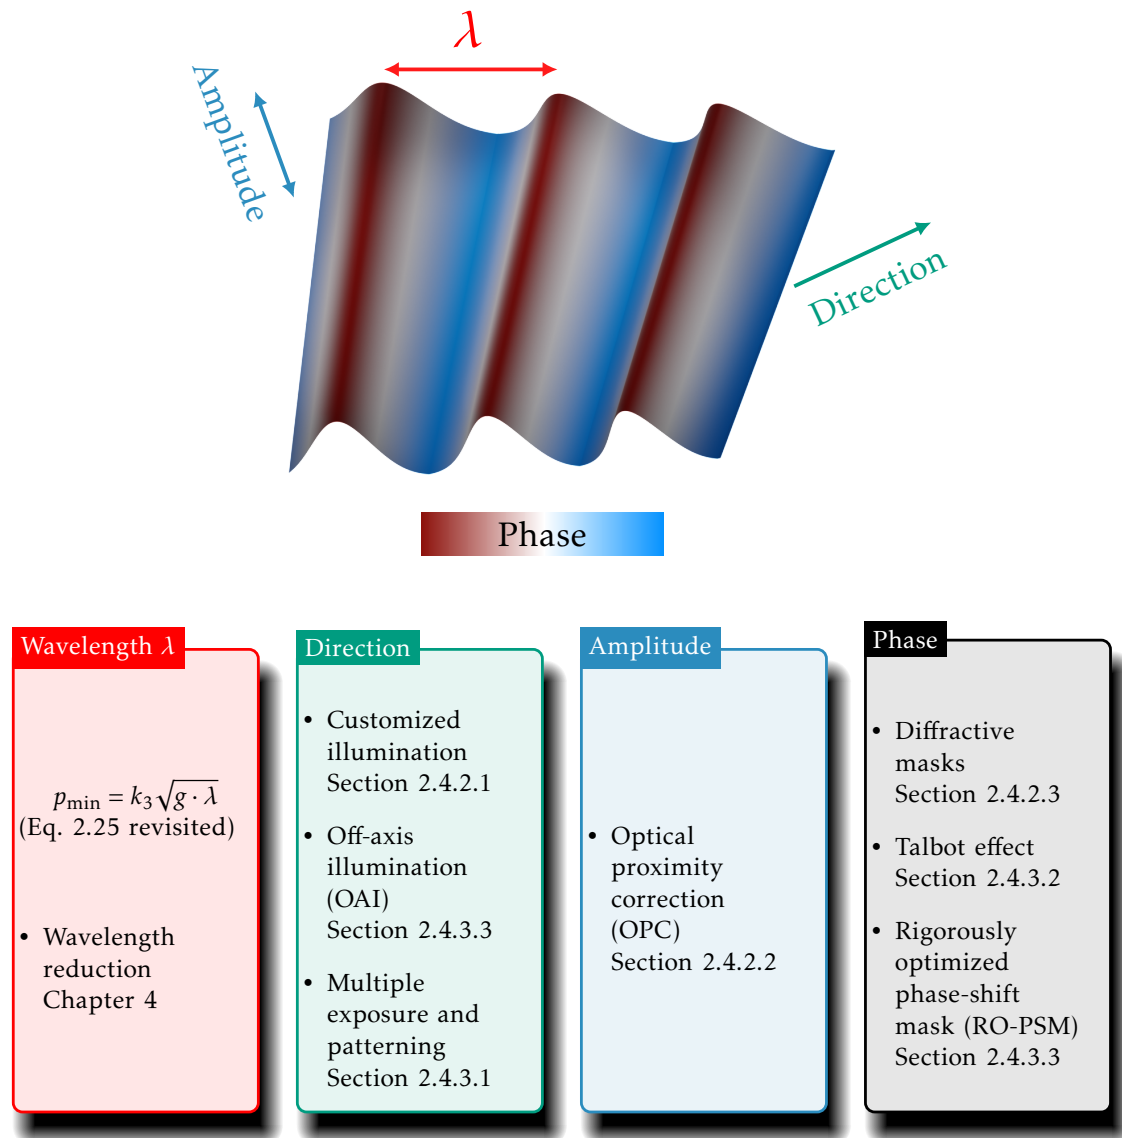 λ
Amplitude
Direction
Phase
Wavelength λ
p_min = k_3 √(g · λ)
(Eq. 2.25 revisited)
• Wavelength
reduction
Chapter 4
Direction
• Customized
illumination
Section 2.4.2.1
• Off-axis
illumination
(OAI)
Section 2.4.3.3
• Multiple
exposure and
patterning
Section 2.4.3.1
Amplitude
• Optical
proximity
correction
(OPC)
Section 2.4.2.2
Phase
• Diffractive
masks
Section 2.4.2.3
• Talbot effect
Section 2.4.3.2
• Rigorously
optimized
phase-shift
mask (RO-PSM)
Section 2.4.3.3